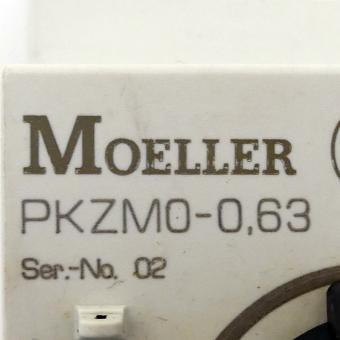 MOELLER
PKZM0-0,63
Ser.-No. 02